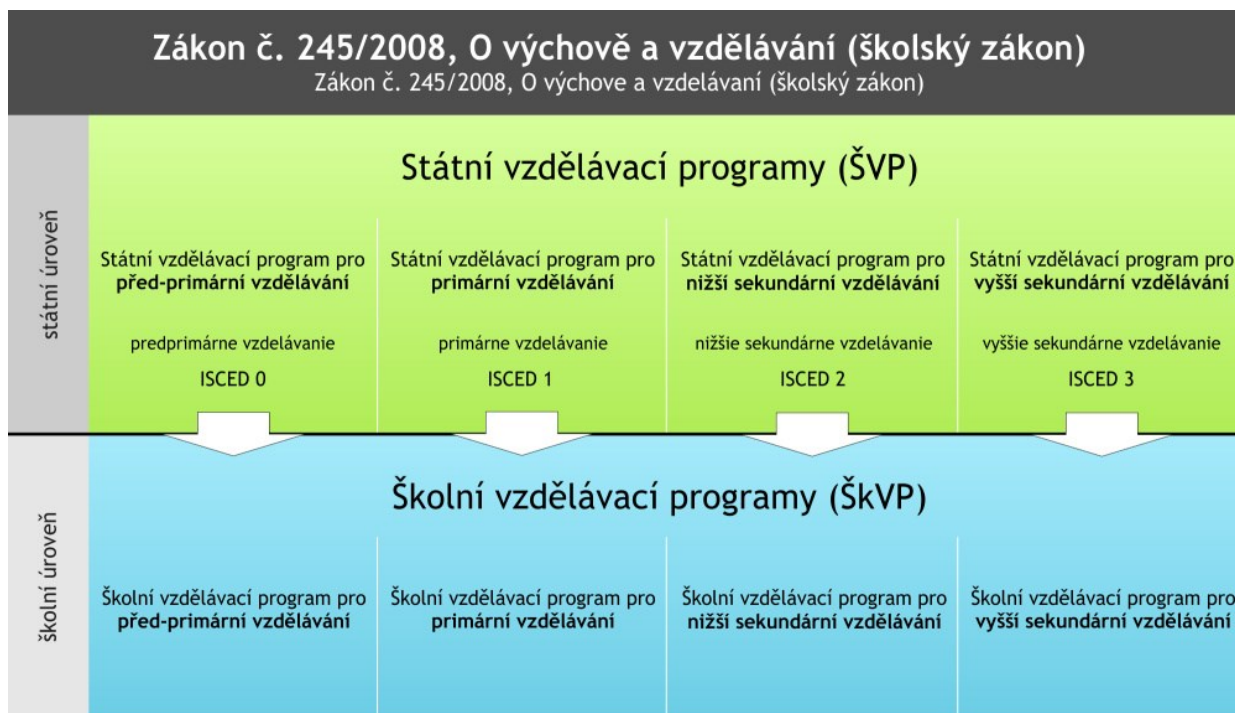 Zákon č. 245/2008, O výchově a vzdělávání (školský zákon)
Zákon č. 245/2008, O výchove a vzdelávaní (školský zákon)
státní úroveň
Státní vzdělávací programy (ŠVP)
Státní vzdělávací program pro
před-primární vzdělávání
predprimárne vzdelávanie
ISCED 0
Státní vzdělávací program pro
primární vzdělávání
primárne vzdelávanie
ISCED 1
Státní vzdělávací program pro
nižší sekundární vzdělávání
nižšie sekundárne vzdelávanie
ISCED 2
Státní vzdělávací program pro
vyšší sekundární vzdělávání
vyššie sekundárne vzdelávanie
ISCED 3
školní úroveň
Školní vzdělávací programy (ŠkVP)
Školní vzdělávací program pro
před-primární vzdělávání
Školní vzdělávací program pro
primární vzdělávání
Školní vzdělávací program pro
nižší sekundární vzdělávání
Školní vzdělávací program pro
vyšší sekundární vzdělávání